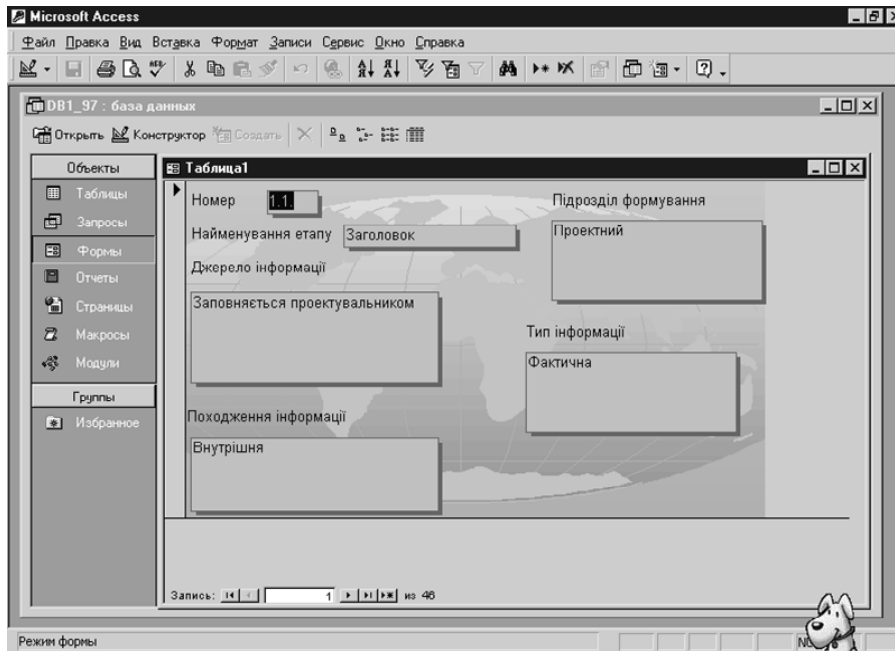 Microsoft Access
Файл Правка Вид Вставка Формат Записи Сервис Окно Справка
DB1_97 : база данных
Открыть Конструктор Создать
Объекты
Таблицы
Запросы
Формы
Отчеты
Страницы
Макросы
Модули
Группы
Избранное
Таблица1
Номер 1.1.
Найменування етапу Заголовок
Джерело інформації
Заповняється проектувальником
Походження інформації
Внутрішня
Підрозділ формування
Проектний
Тип інформації
Фактична
Запись: 1 из 46
Режим формы